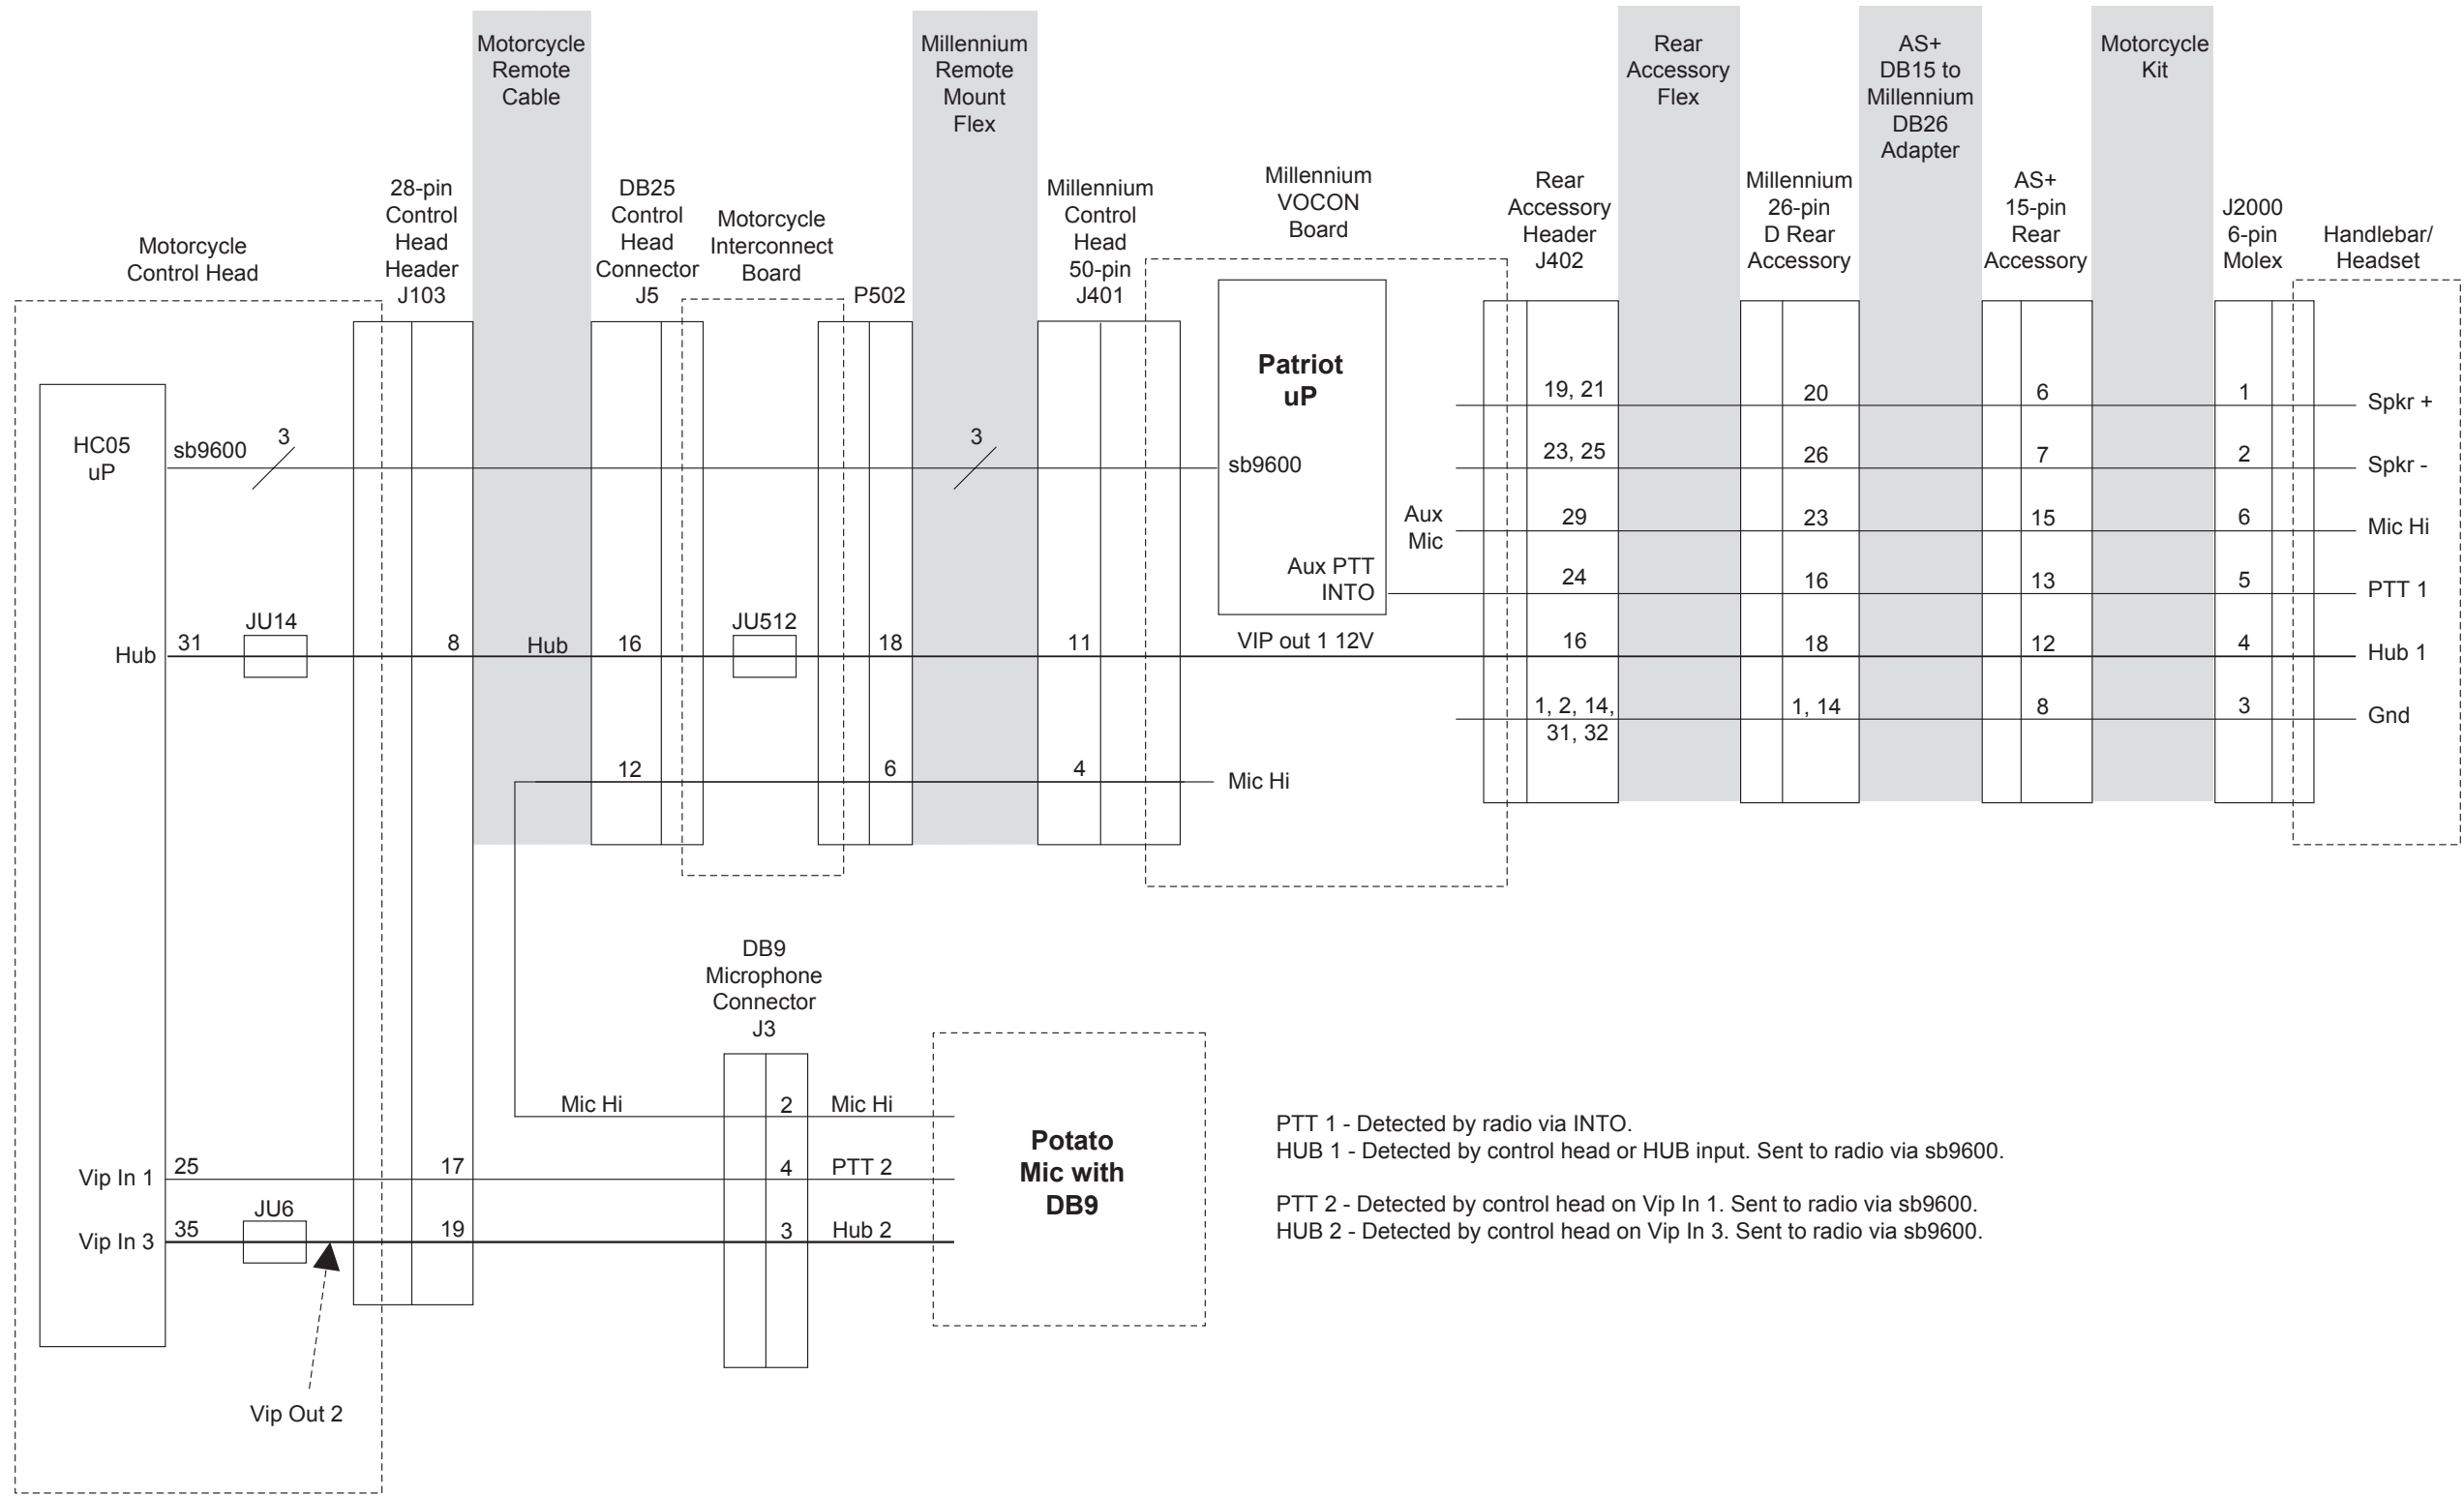 Motorcycle
Remote
Cable
Millennium
Remote
Mount
Flex
Rear
Accessory
Flex
AS+
DB15 to
Millennium
DB26
Adapter
Motorcycle
Kit
Motorcycle
Control Head
28-pin
Control
Head
Header
J103
DB25
Control
Head
Connector
J5
Motorcycle
Interconnect
Board
P502
Millennium
Control
Head
50-pin
J401
Millennium
VOCON
Board
Rear
Accessory
Header
J402
Millennium
26-pin
D Rear
Accessory
AS+
15-pin
Rear
Accessory
J2000
6-pin
Molex
Handlebar/
Headset
Patriot
uP
19, 21
20
6
1
Spkr +
HC05
uP
sb9600
3
3
sb9600
23, 25
26
7
2
Spkr -
Aux
Mic
29
23
15
6
Mic Hi
Aux PTT
INTO
24
16
13
5
PTT 1
Hub
31
JU14
8
Hub
16
JU512
18
11
VIP out 1 12V
16
18
12
4
Hub 1
1, 2, 14,
31, 32
1, 14
8
3
Gnd
12
6
4
Mic Hi
DB9
Microphone
Connector
J3
Mic Hi
2
Mic Hi
Potato
Mic with
DB9
Vip In 1
25
17
4
PTT 2
Vip In 3
35
JU6
19
3
Hub 2
Vip Out 2
PTT 1 - Detected by radio via INTO.
HUB 1 - Detected by control head or HUB input. Sent to radio via sb9600.
PTT 2 - Detected by control head on Vip In 1. Sent to radio via sb9600.
HUB 2 - Detected by control head on Vip In 3. Sent to radio via sb9600.